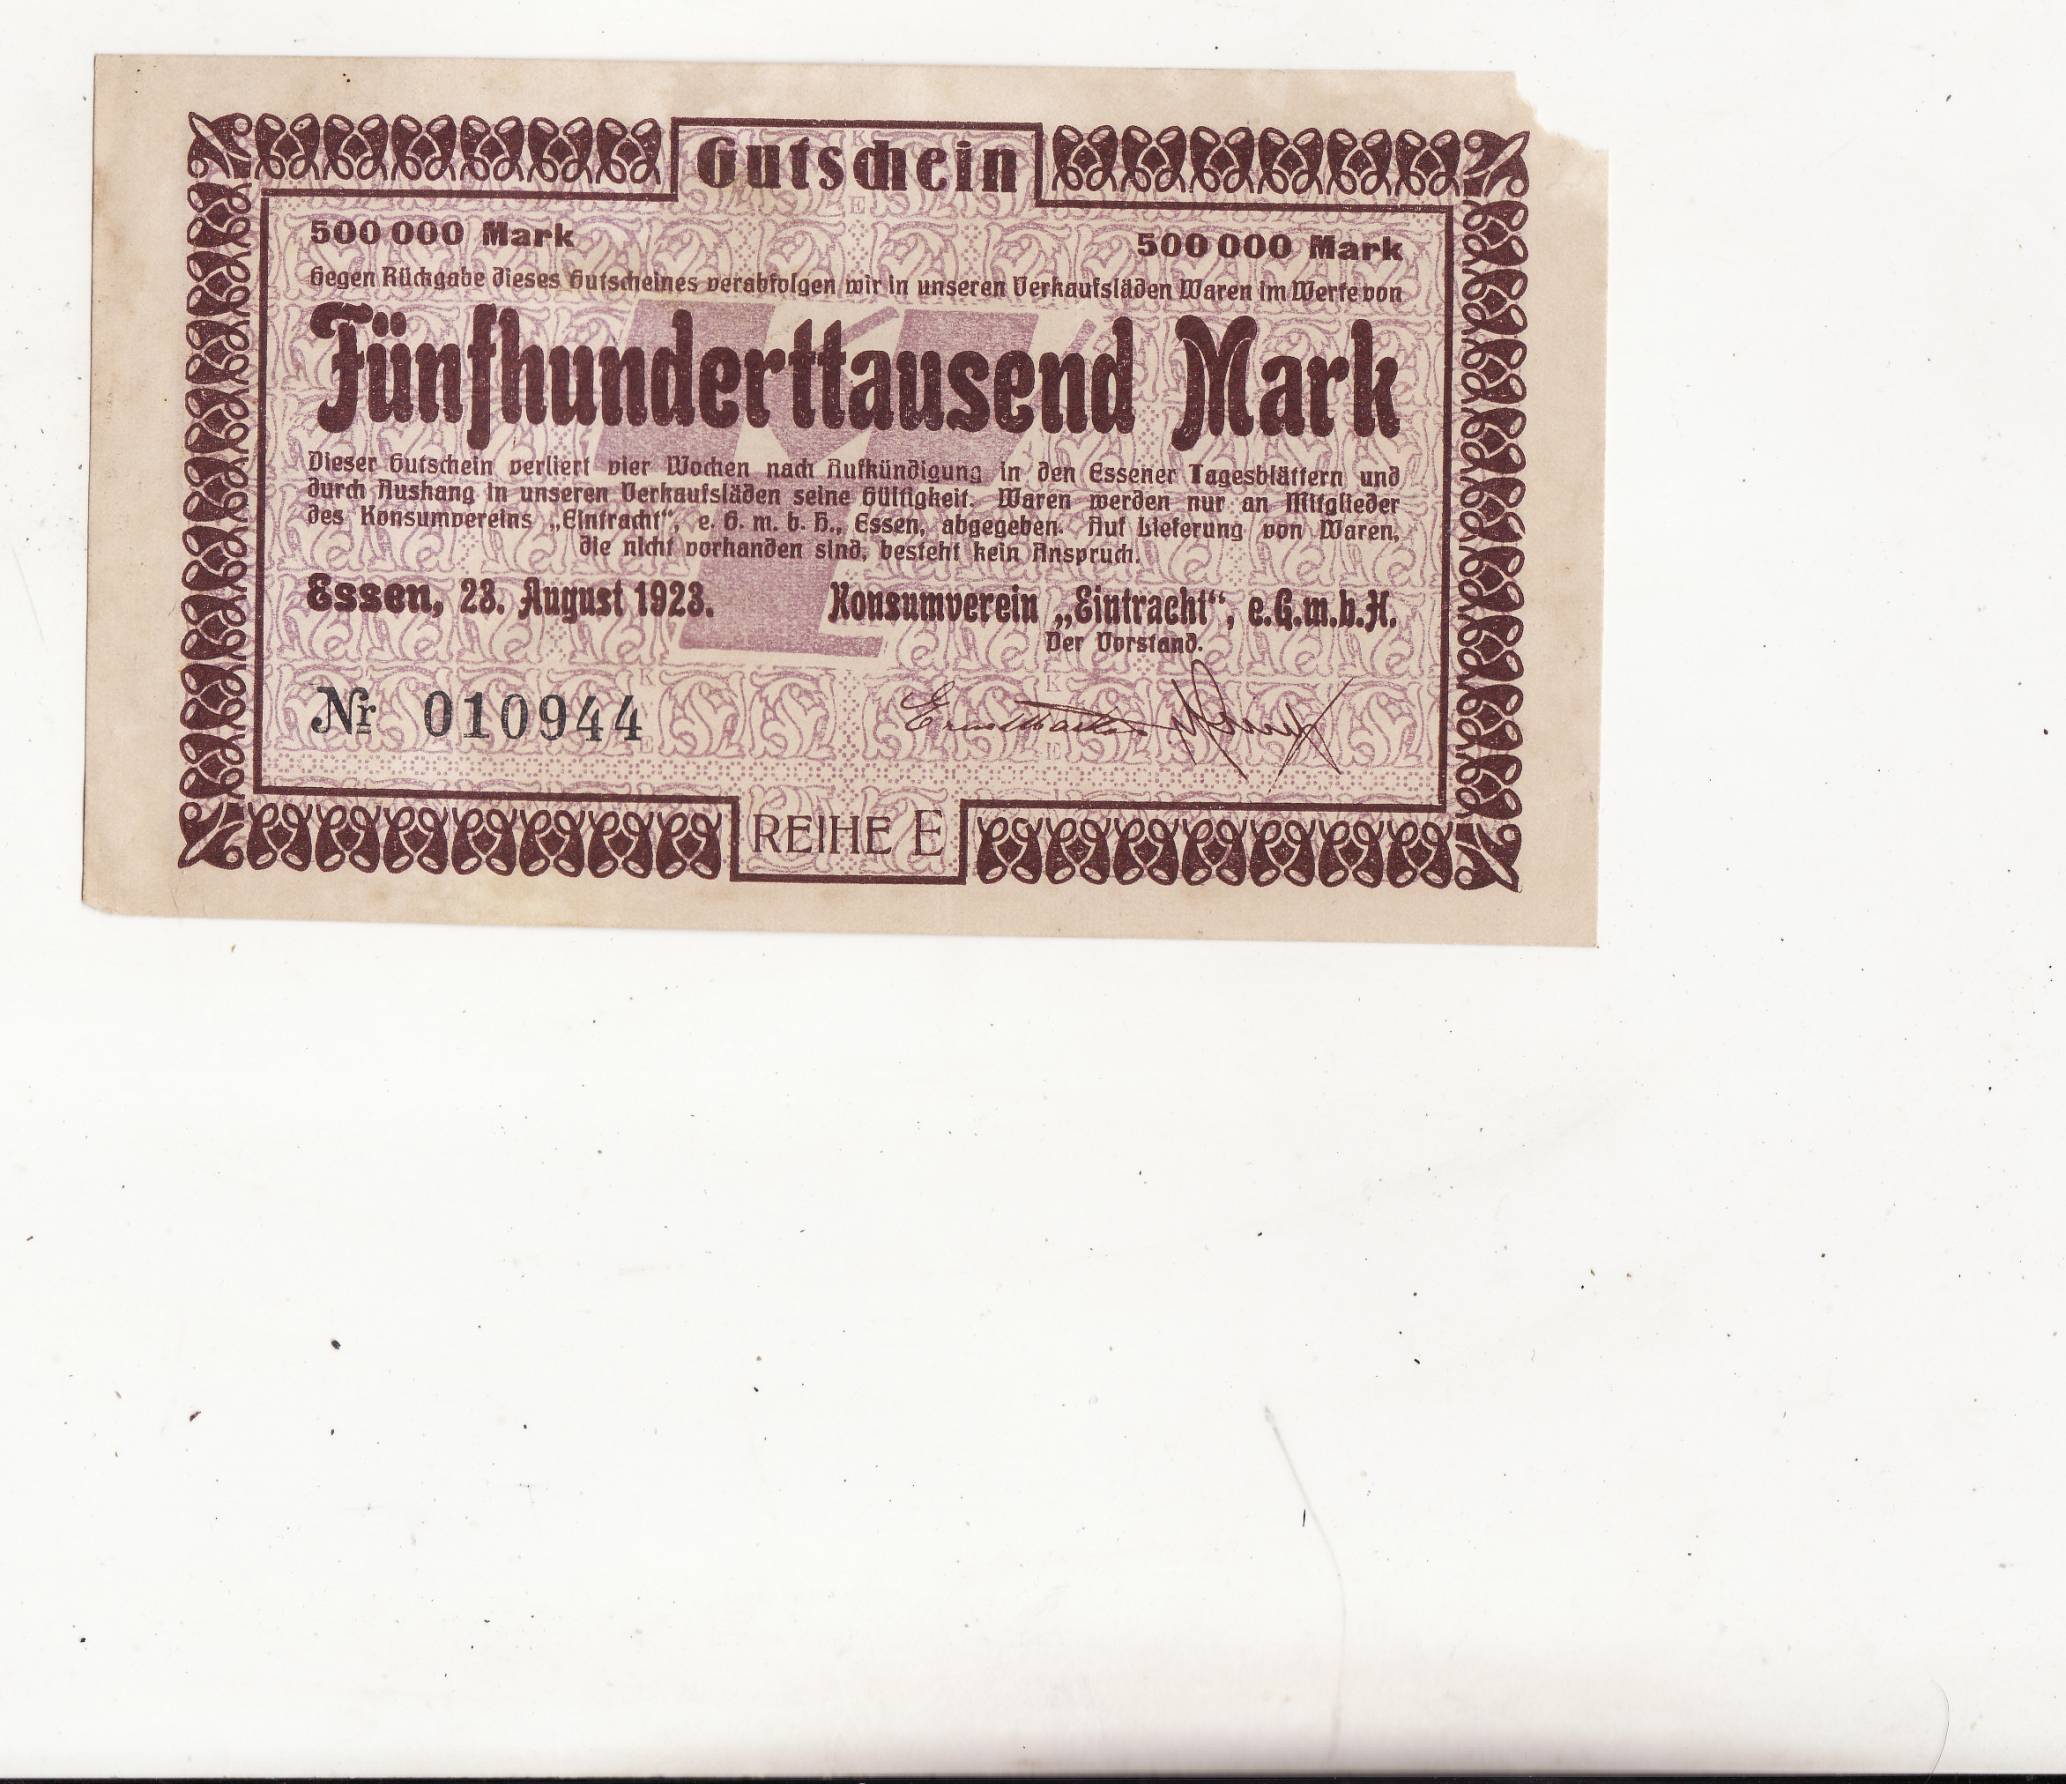 Gutschein
500 000 Mark 500 000 Mark
Gegen Rückgabe dieses Gutscheines verabfolgen wir in unseren Verkaufsläden Waren im Werte von
Fünfhunderttausend Mark
Dieser Gutschein verliert vier Wochen nach Aufkündigung in den Essener Tagesblättern und
durch Aushang in unseren Verkaufsläden seine Gültigkeit. Waren werden nur an Mitglieder
des Konsumvereins „Eintracht“, e. G. m. b. H., Essen, abgegeben. Auf Lieferung von Waren,
die nicht vorhanden sind, besteht kein Anspruch.
Essen, 23. August 1923. Konsumverein „Eintracht“, e.G.m.b.H.
Der Vorstand.
Nr 010944
REIHE E